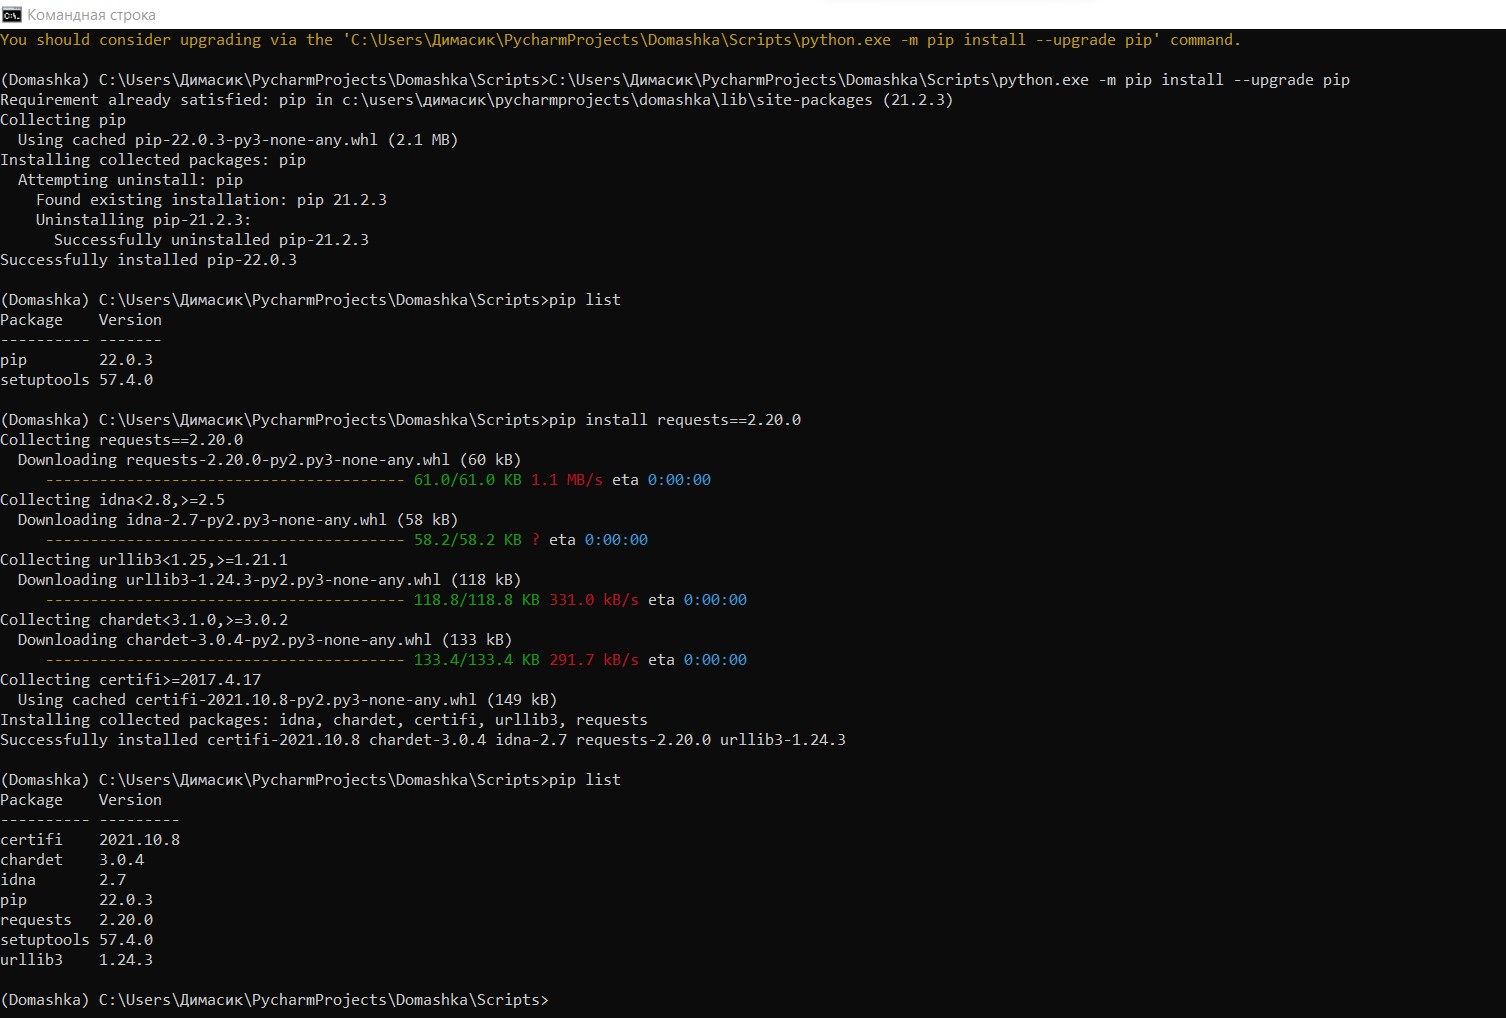 Командная строка
You should consider upgrading via the 'C:\Users\Димасик\PycharmProjects\Domashka\Scripts\python.exe -m pip install --upgrade pip' command.
(Domashka) C:\Users\Димасик\PycharmProjects\Domashka\Scripts>C:\Users\Димасик\PycharmProjects\Domashka\Scripts\python.exe -m pip install --upgrade pip
Requirement already satisfied: pip in c:\users\димасик\pycharmprojects\domashka\lib\site-packages (21.2.3)
Collecting pip
  Using cached pip-22.0.3-py3-none-any.whl (2.1 MB)
Installing collected packages: pip
  Attempting uninstall: pip
    Found existing installation: pip 21.2.3
    Uninstalling pip-21.2.3:
      Successfully uninstalled pip-21.2.3
Successfully installed pip-22.0.3
(Domashka) C:\Users\Димасик\PycharmProjects\Domashka\Scripts>pip list
Package    Version
---------- -------
pip        22.0.3
setuptools 57.4.0
(Domashka) C:\Users\Димасик\PycharmProjects\Domashka\Scripts>pip install requests==2.20.0
Collecting requests==2.20.0
  Downloading requests-2.20.0-py2.py3-none-any.whl (60 kB)
     ---------------------------------------- 61.0/61.0 KB 1.1 MB/s eta 0:00:00
Collecting idna<2.8,>=2.5
  Downloading idna-2.7-py2.py3-none-any.whl (58 kB)
     ---------------------------------------- 58.2/58.2 KB ? eta 0:00:00
Collecting urllib3<1.25,>=1.21.1
  Downloading urllib3-1.24.3-py2.py3-none-any.whl (118 kB)
     ---------------------------------------- 118.8/118.8 KB 331.0 kB/s eta 0:00:00
Collecting chardet<3.1.0,>=3.0.2
  Downloading chardet-3.0.4-py2.py3-none-any.whl (133 kB)
     ---------------------------------------- 133.4/133.4 KB 291.7 kB/s eta 0:00:00
Collecting certifi>=2017.4.17
  Using cached certifi-2021.10.8-py2.py3-none-any.whl (149 kB)
Installing collected packages: idna, chardet, certifi, urllib3, requests
Successfully installed certifi-2021.10.8 chardet-3.0.4 idna-2.7 requests-2.20.0 urllib3-1.24.3
(Domashka) C:\Users\Димасик\PycharmProjects\Domashka\Scripts>pip list
Package    Version
---------- ---------
certifi    2021.10.8
chardet    3.0.4
idna       2.7
pip        22.0.3
requests   2.20.0
setuptools 57.4.0
urllib3    1.24.3
(Domashka) C:\Users\Димасик\PycharmProjects\Domashka\Scripts>